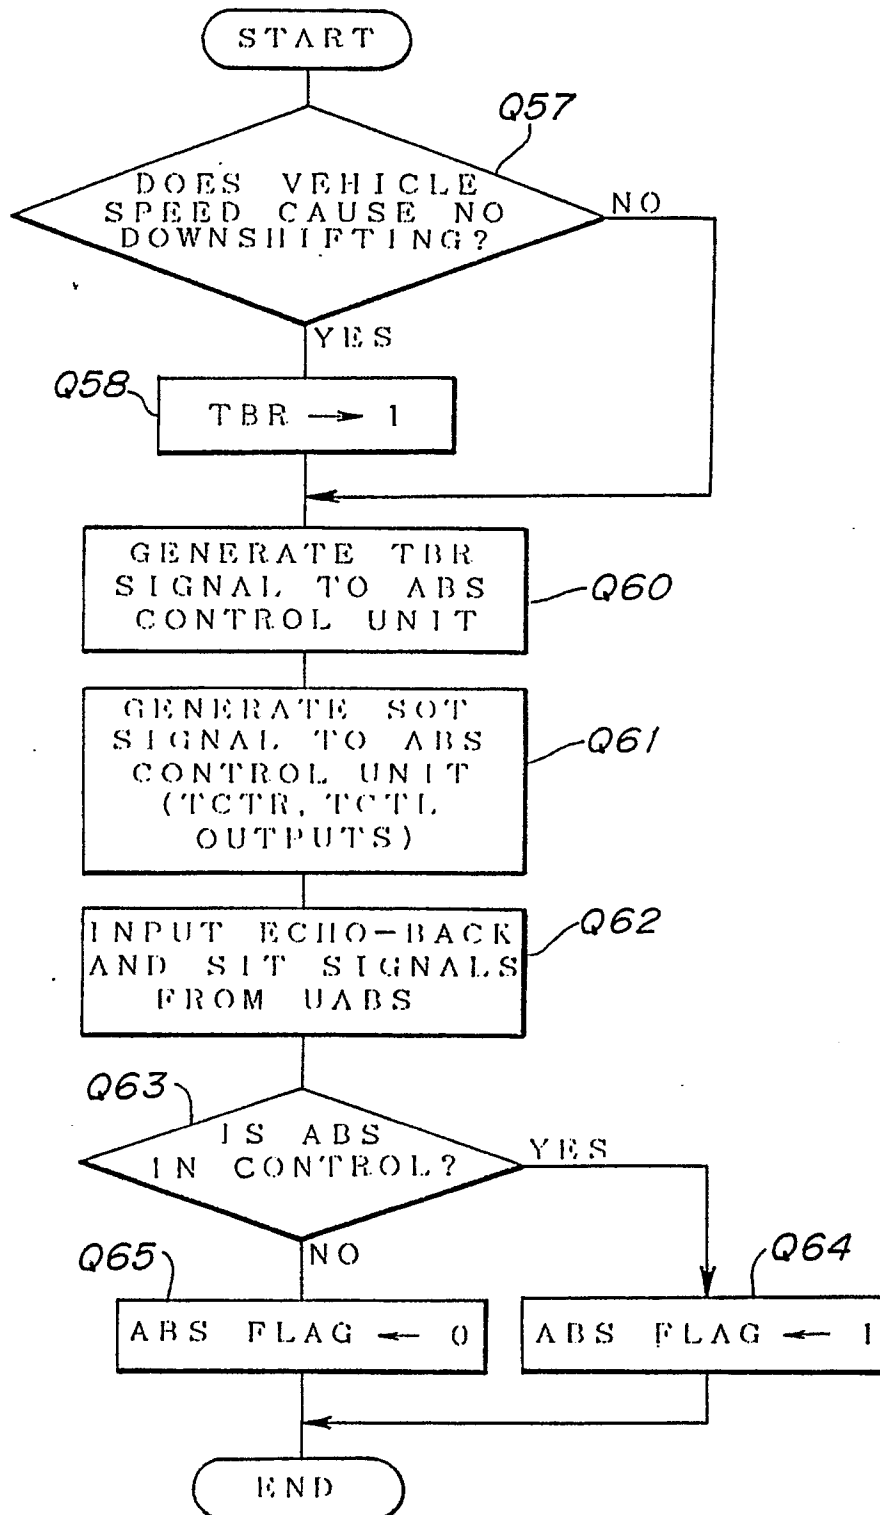 START
Q57
DOES VEHICLE
SPEED CAUSE NO
DOWNSHIFTING?
NO
YES
Q58
TBR → 1
GENERATE TBR
SIGNAL TO ABS
CONTROL UNIT
Q60
GENERATE SOT
SIGNAL TO ABS
CONTROL UNIT
(TCTR, TCTL
OUTPUTS)
Q61
INPUT ECHO-BACK
AND SIT SIGNALS
FROM UABS
Q62
Q63
IS ABS
IN CONTROL?
YES
NO
Q65
ABS FLAG ← 0
Q64
ABS FLAG ← 1
END